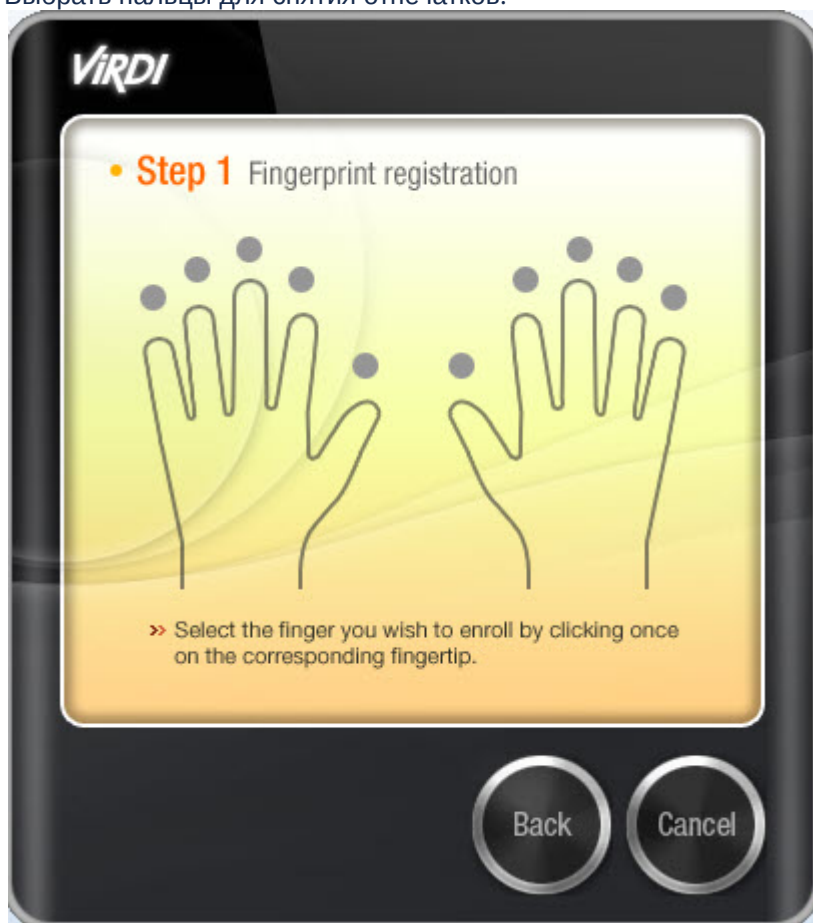 Выбрать пальцы для снятия отпечатков.
ViRDI
• Step 1 Fingerprint registration
>> Select the finger you wish to enroll by clicking once
on the corresponding fingertip.
Back Cancel